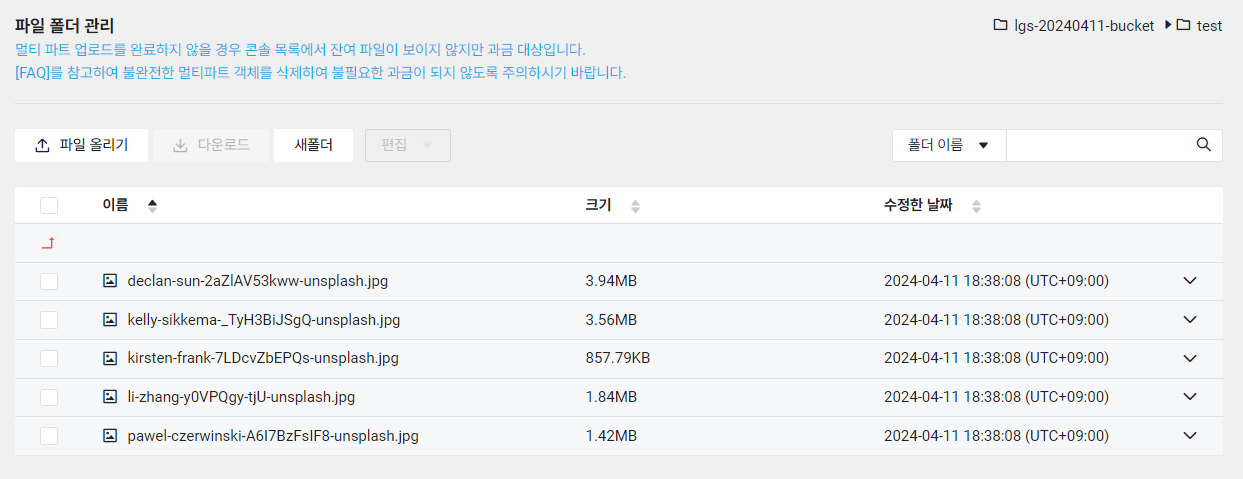 파일 폴더 관리
lgs-20240411-bucket test
멀티 파트 업로드를 완료하지 않을 경우 콘솔 목록에서 잔여 파일이 보이지 않지만 과금 대상입니다.
[FAQ]를 참고하여 불완전한 멀티파트 객체를 삭제하여 불필요한 과금이 되지 않도록 주의하시기 바랍니다.
파일 올리기 다운로드 새폴더 편집 폴더 이름
이름 크기 수정한 날짜
declan-sun-2aZlAV53kww-unsplash.jpg 3.94MB 2024-04-11 18:38:08 (UTC+09:00)
kelly-sikkema-_TyH3BiJSgQ-unsplash.jpg 3.56MB 2024-04-11 18:38:08 (UTC+09:00)
kirsten-frank-7LDcvZbEPQs-unsplash.jpg 857.79KB 2024-04-11 18:38:08 (UTC+09:00)
li-zhang-y0VPQgy-tjU-unsplash.jpg 1.84MB 2024-04-11 18:38:08 (UTC+09:00)
pawel-czerwinski-A6I7BzFsIF8-unsplash.jpg 1.42MB 2024-04-11 18:38:08 (UTC+09:00)